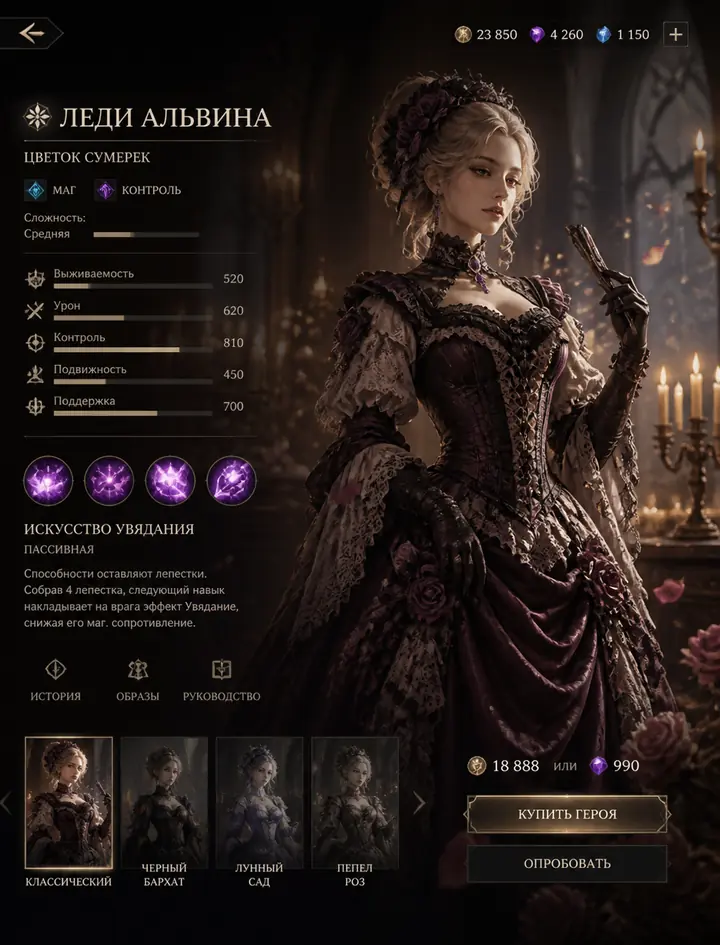 23 850 4 260 1 150 +
ЛЕДИ АЛЬВИНА
ЦВЕТОК СУМЕРЕК
МАГ КОНТРОЛЬ
Сложность:
Средняя
Выживаемость 520
Урон 620
Контроль 810
Подвижность 450
Поддержка 700
ИСКУССТВО УВЯДАНИЯ
ПАССИВНАЯ
Способности оставляют лепестки.
Собрав 4 лепестка, следующий навык
накладывает на врага эффект Увядание,
снижая его маг. сопротивление.
ИСТОРИЯ ОБРАЗЫ РУКОВОДСТВО
КЛАССИЧЕСКИЙ
ЧЕРНЫЙ
БАРХАТ
ЛУННЫЙ
САД
ПЕПЕЛ
РОЗ
18 888 ИЛИ 990
КУПИТЬ ГЕРОЯ
ОПРОБОВАТЬ